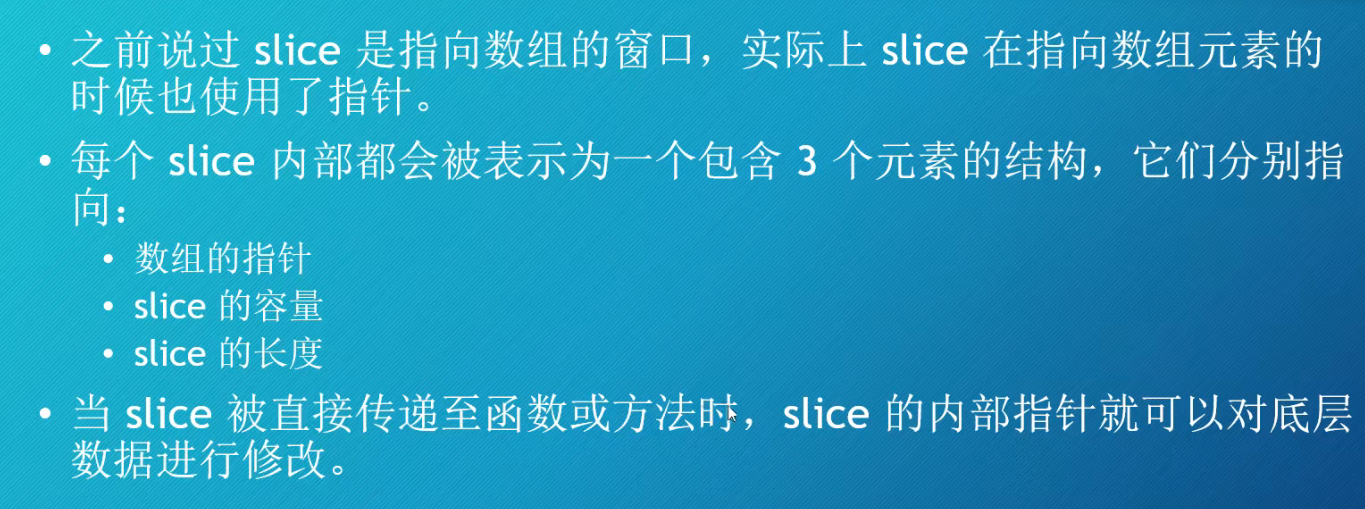 • 之前说过 slice 是指向数组的窗口，实际上 slice 在指向数组元素的
时候也使用了指针。
• 每个 slice 内部都会被表示为一个包含 3 个元素的结构，它们分别指
向：
• 数组的指针
• slice 的容量
• slice 的长度
• 当 slice 被直接传递至函数或方法时，slice 的内部指针就可以对底层
数据进行修改。